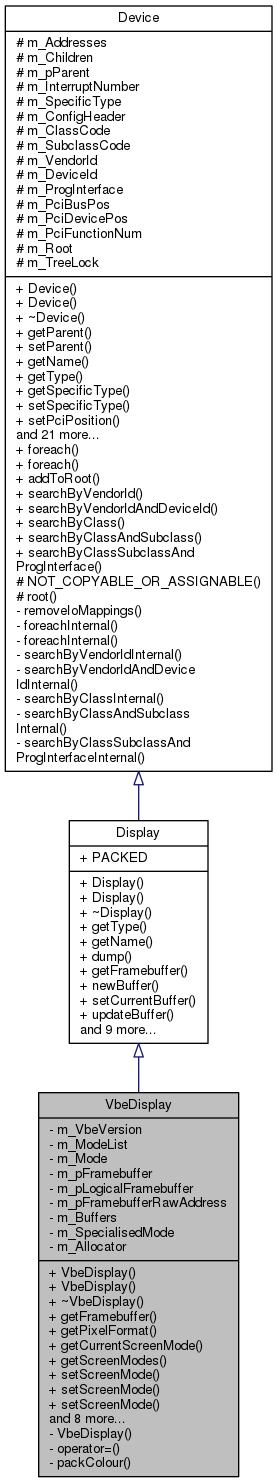 Device
# m_Addresses
# m_Children
# m_pParent
# m_InterruptNumber
# m_SpecificType
# m_ConfigHeader
# m_ClassCode
# m_SubclassCode
# m_VendorId
# m_DeviceId
# m_ProgInterface
# m_PciBusPos
# m_PciDevicePos
# m_PciFunctionNum
# m_Root
# m_TreeLock
+ Device()
+ Device()
+ ~Device()
+ getParent()
+ setParent()
+ getName()
+ getType()
+ getSpecificType()
+ setSpecificType()
+ setPciPosition()
and 21 more...
+ foreach()
+ foreach()
+ addToRoot()
+ searchByVendorId()
+ searchByVendorIdAndDeviceId()
+ searchByClass()
+ searchByClassAndSubclass()
+ searchByClassSubclassAnd
ProgInterface()
# NOT_COPYABLE_OR_ASSIGNABLE()
# root()
- removeIoMappings()
- foreachInternal()
- foreachInternal()
- searchByVendorIdInternal()
- searchByVendorIdAndDevice
IdInternal()
- searchByClassInternal()
- searchByClassAndSubclass
Internal()
- searchByClassSubclassAnd
ProgInterfaceInternal()
Display
+ PACKED
+ Display()
+ Display()
+ ~Display()
+ getType()
+ getName()
+ dump()
+ getFramebuffer()
+ newBuffer()
+ setCurrentBuffer()
+ updateBuffer()
and 9 more...
VbeDisplay
- m_VbeVersion
- m_ModeList
- m_Mode
- m_pFramebuffer
- m_pLogicalFramebuffer
- m_pFramebufferRawAddress
- m_Buffers
- m_SpecialisedMode
- m_Allocator
+ VbeDisplay()
+ VbeDisplay()
+ ~VbeDisplay()
+ getFramebuffer()
+ getPixelFormat()
+ getCurrentScreenMode()
+ getScreenModes()
+ setScreenMode()
+ setScreenMode()
+ setScreenMode()
and 8 more...
- VbeDisplay()
- operator=()
- packColour()